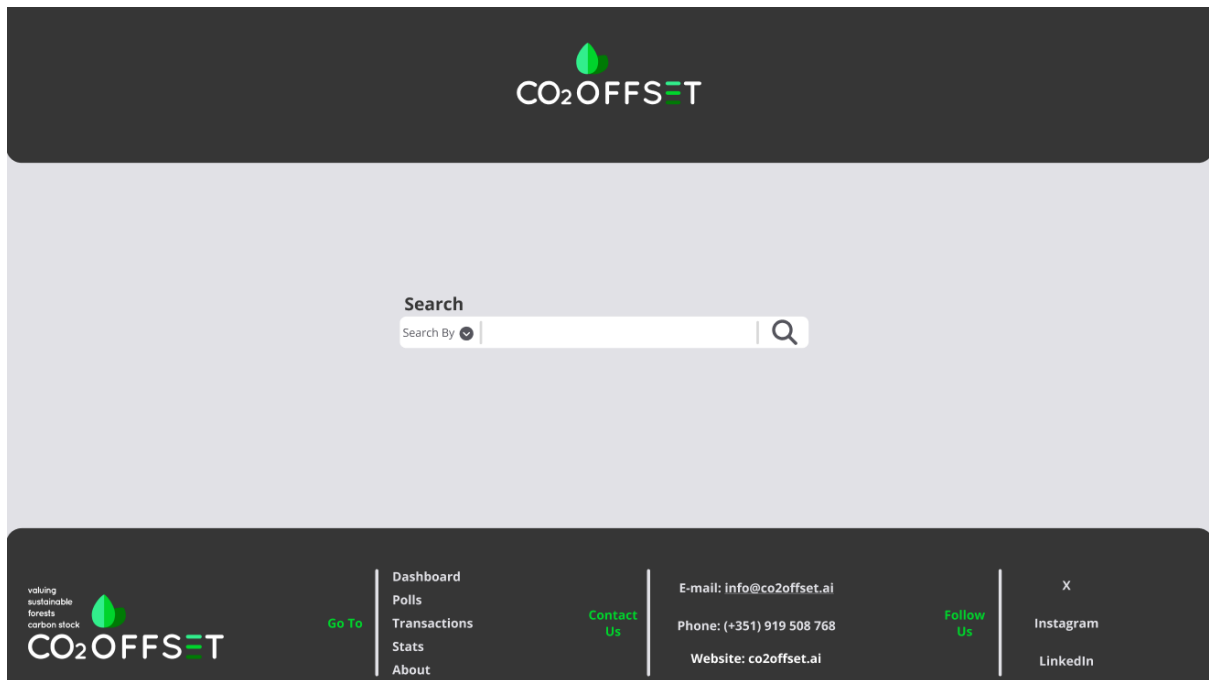 CO₂OFFSET
Search
Search By
valuing
sustainable
forests
carbon stock
CO₂OFFSET
Go To
Dashboard
Polls
Transactions
Stats
About
Contact
Us
E-mail: info@co2offset.ai
Phone: (+351) 919 508 768
Website: co2offset.ai
Follow
Us
X
Instagram
LinkedIn